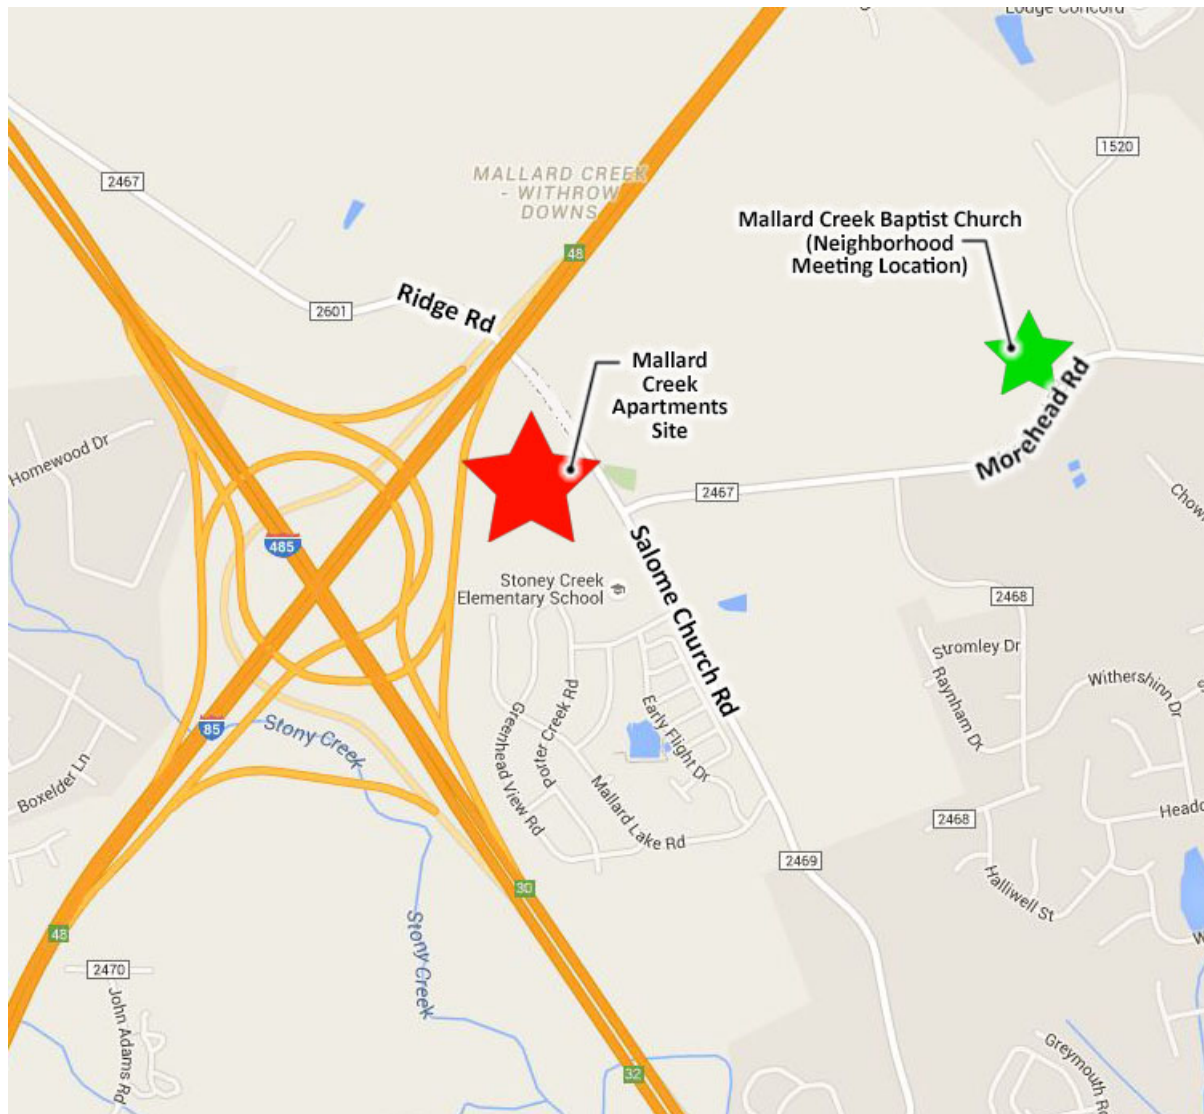 Lodge Concord
1520
2467
MALLARD CREEK
- WITHROW
DOWNS
Mallard Creek Baptist Church
(Neighborhood
Meeting Location)
48
Ridge Rd
2601
Mallard
Creek
Apartments
Site
Morehead Rd
Homewood Dr
2467
485
Salome Church Rd
Stoney Creek
Elementary School
2468
Stromley Dr
Raynham Dr
Withershinn Dr
85
Stony Creek
Greenhead View Rd
Porter Creek Rd
Early Flight Dr
Mallard Lake Rd
Boxelder Ln
2468
2469
Halliwell St
30
48
Stony Creek
2470
John Adams Rd
32